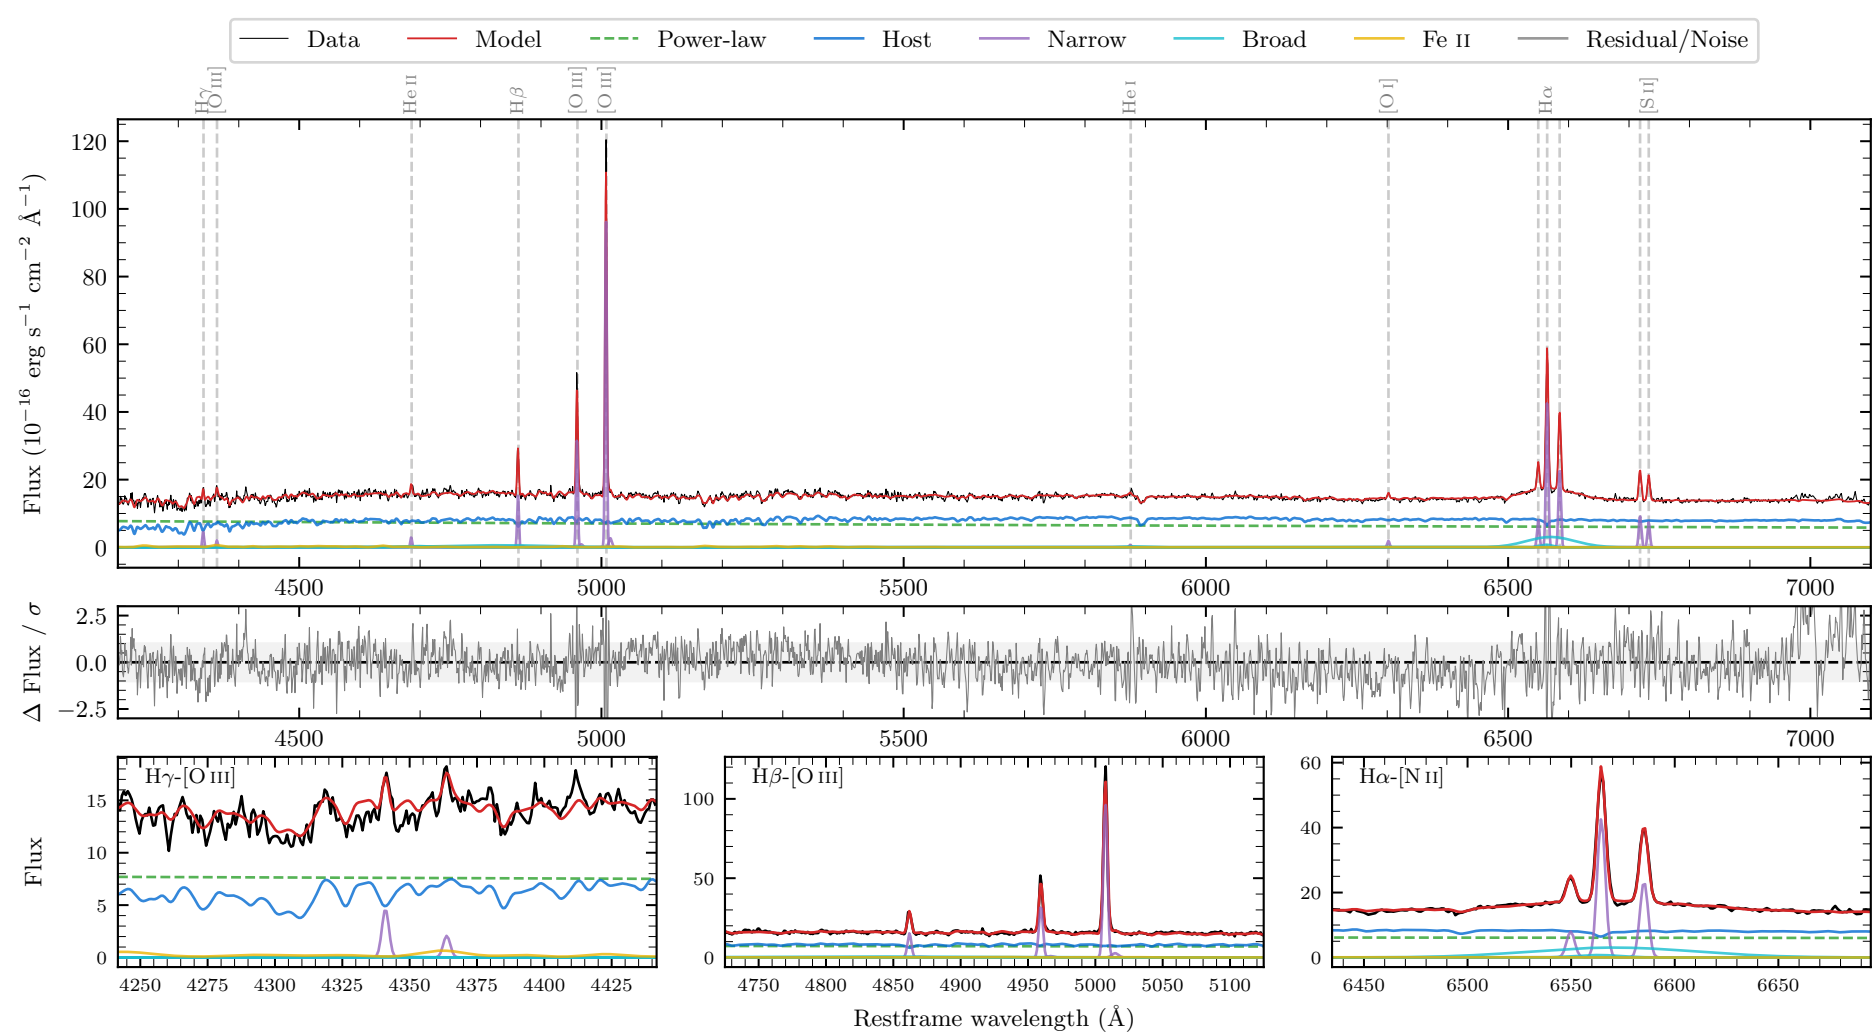 Data Model Power-law Host Narrow Broad Fe II Residual/Noise
Hγ [O III] He II Hβ [O III] [O III] He I [O I] Hα [S II]
Flux (10−16 erg s−1 cm−2 Å−1)
120
100
80
60
40
20
0
4500 5000 5500 6000 6500 7000
Δ Flux / σ
2.5
0.0
−2.5
4500 5000 5500 6000 6500 7000
Flux
Hγ-[O III]
15
10
5
0
4250 4275 4300 4325 4350 4375 4400 4425
Hβ-[O III]
100
50
0
4750 4800 4850 4900 4950 5000 5050 5100
Hα-[N II]
60
40
20
0
6450 6500 6550 6600 6650
Restframe wavelength (Å)